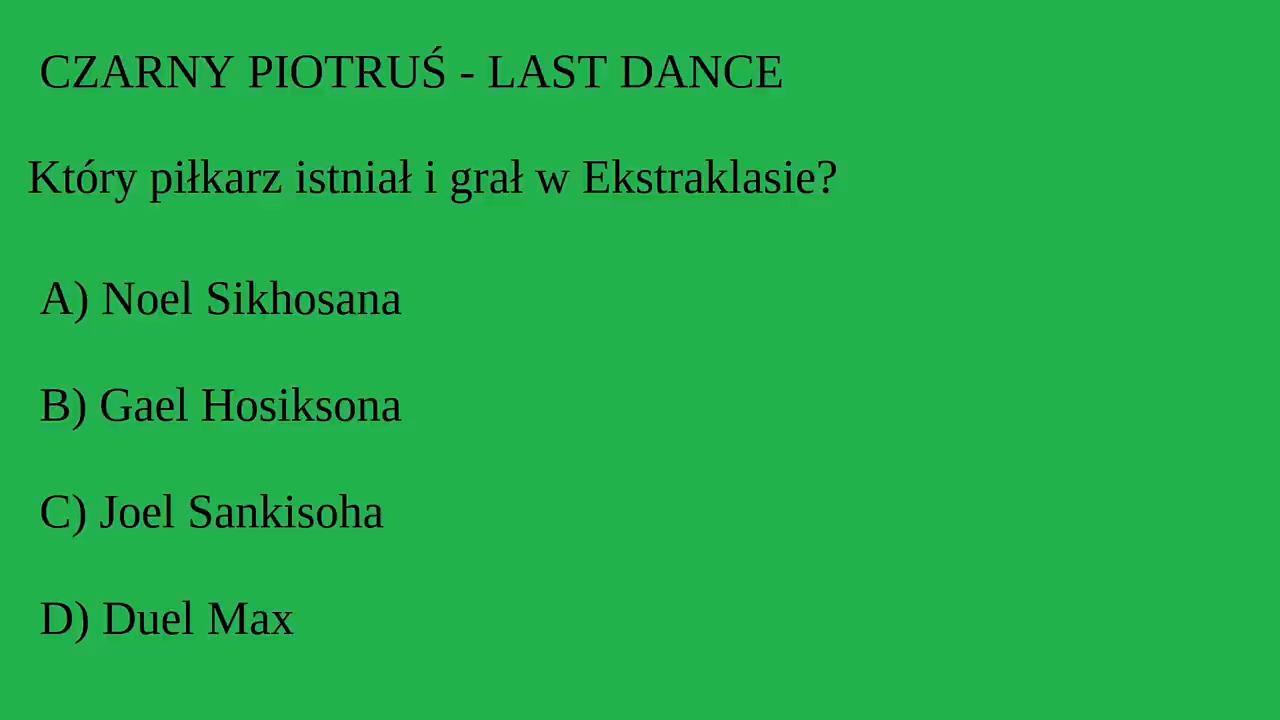 CZARNY PIOTRUŚ - LAST DANCE
Który piłkarz istniał i grał w Ekstraklasie?
A) Noel Sikhosana
B) Gael Hosiksona
C) Joel Sankisoha
D) Duel Max